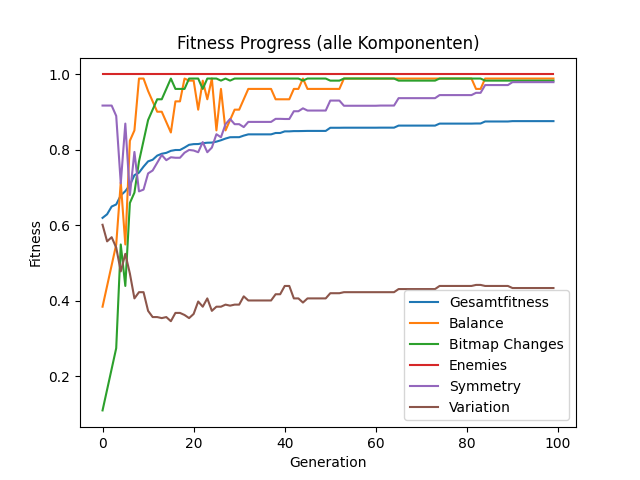 Fitness Progress (alle Komponenten)
Fitness
1.0
0.8
0.6
0.4
0.2
Gesamtfitness
Balance
Bitmap Changes
Enemies
Symmetry
Variation
0
20
40
60
80
100
Generation